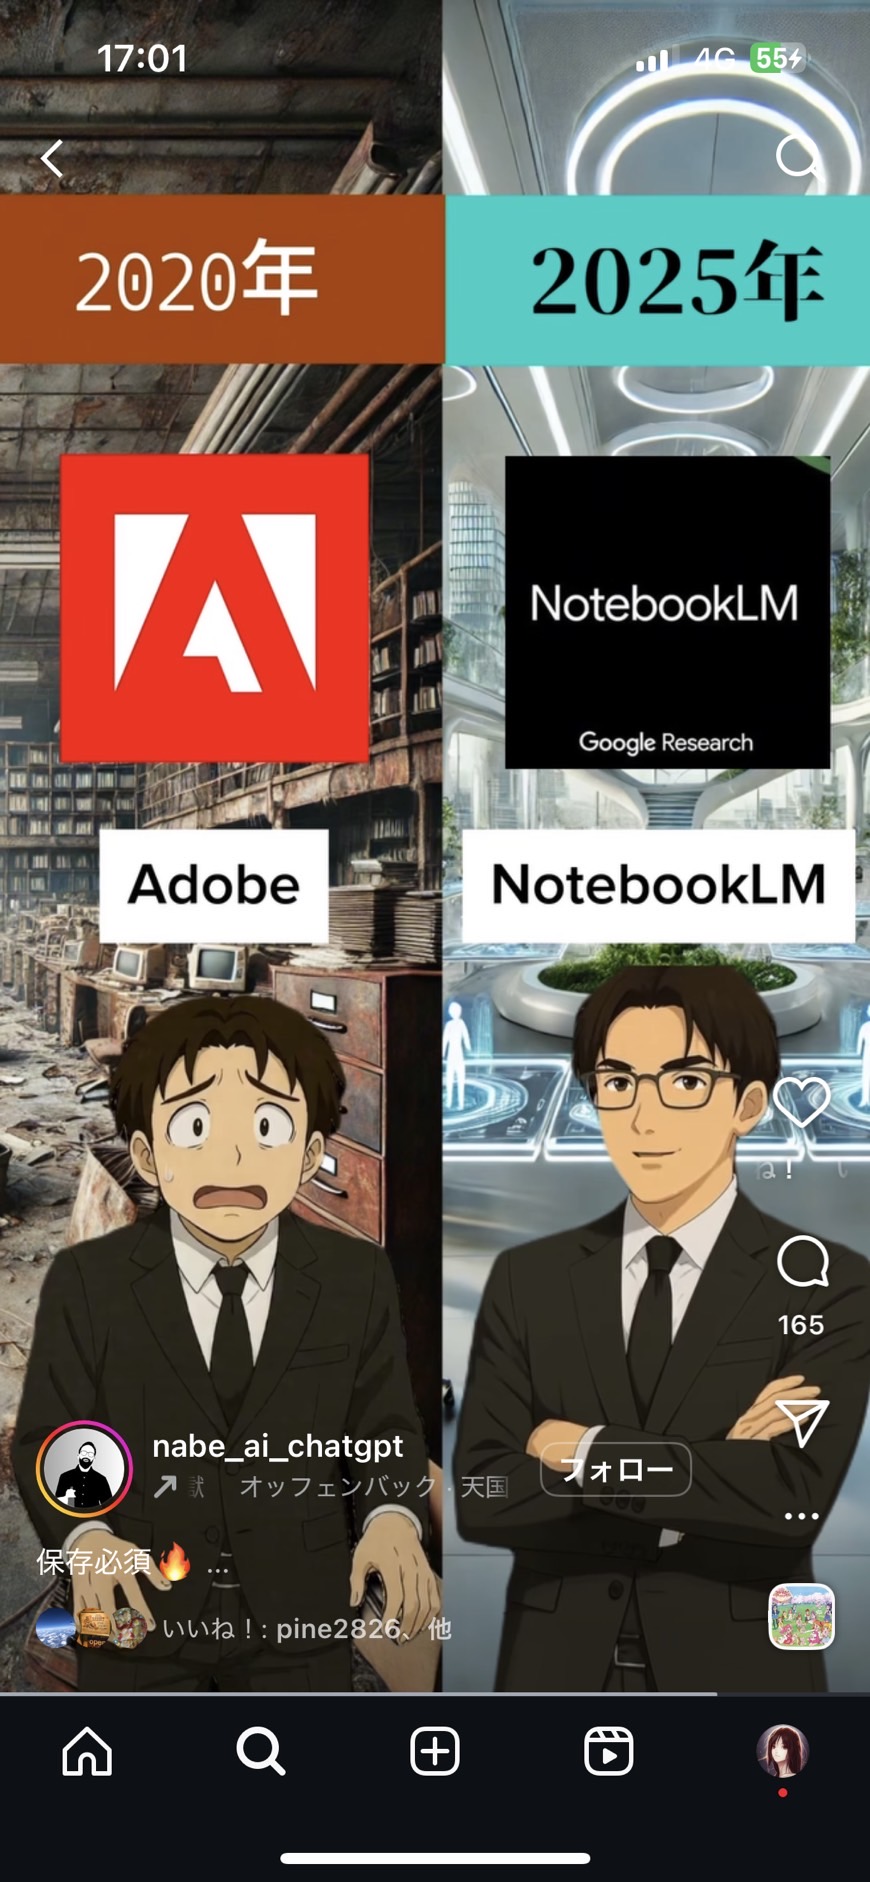 17:01
4G 55
2020年
2025年
NotebookLM
Google Research
Adobe
NotebookLM
ね！
165
nabe_ai_chatgpt
フォロー
獄 オッフェンバック・天国
保存必須🔥 ...
いいね！: pine2826、他